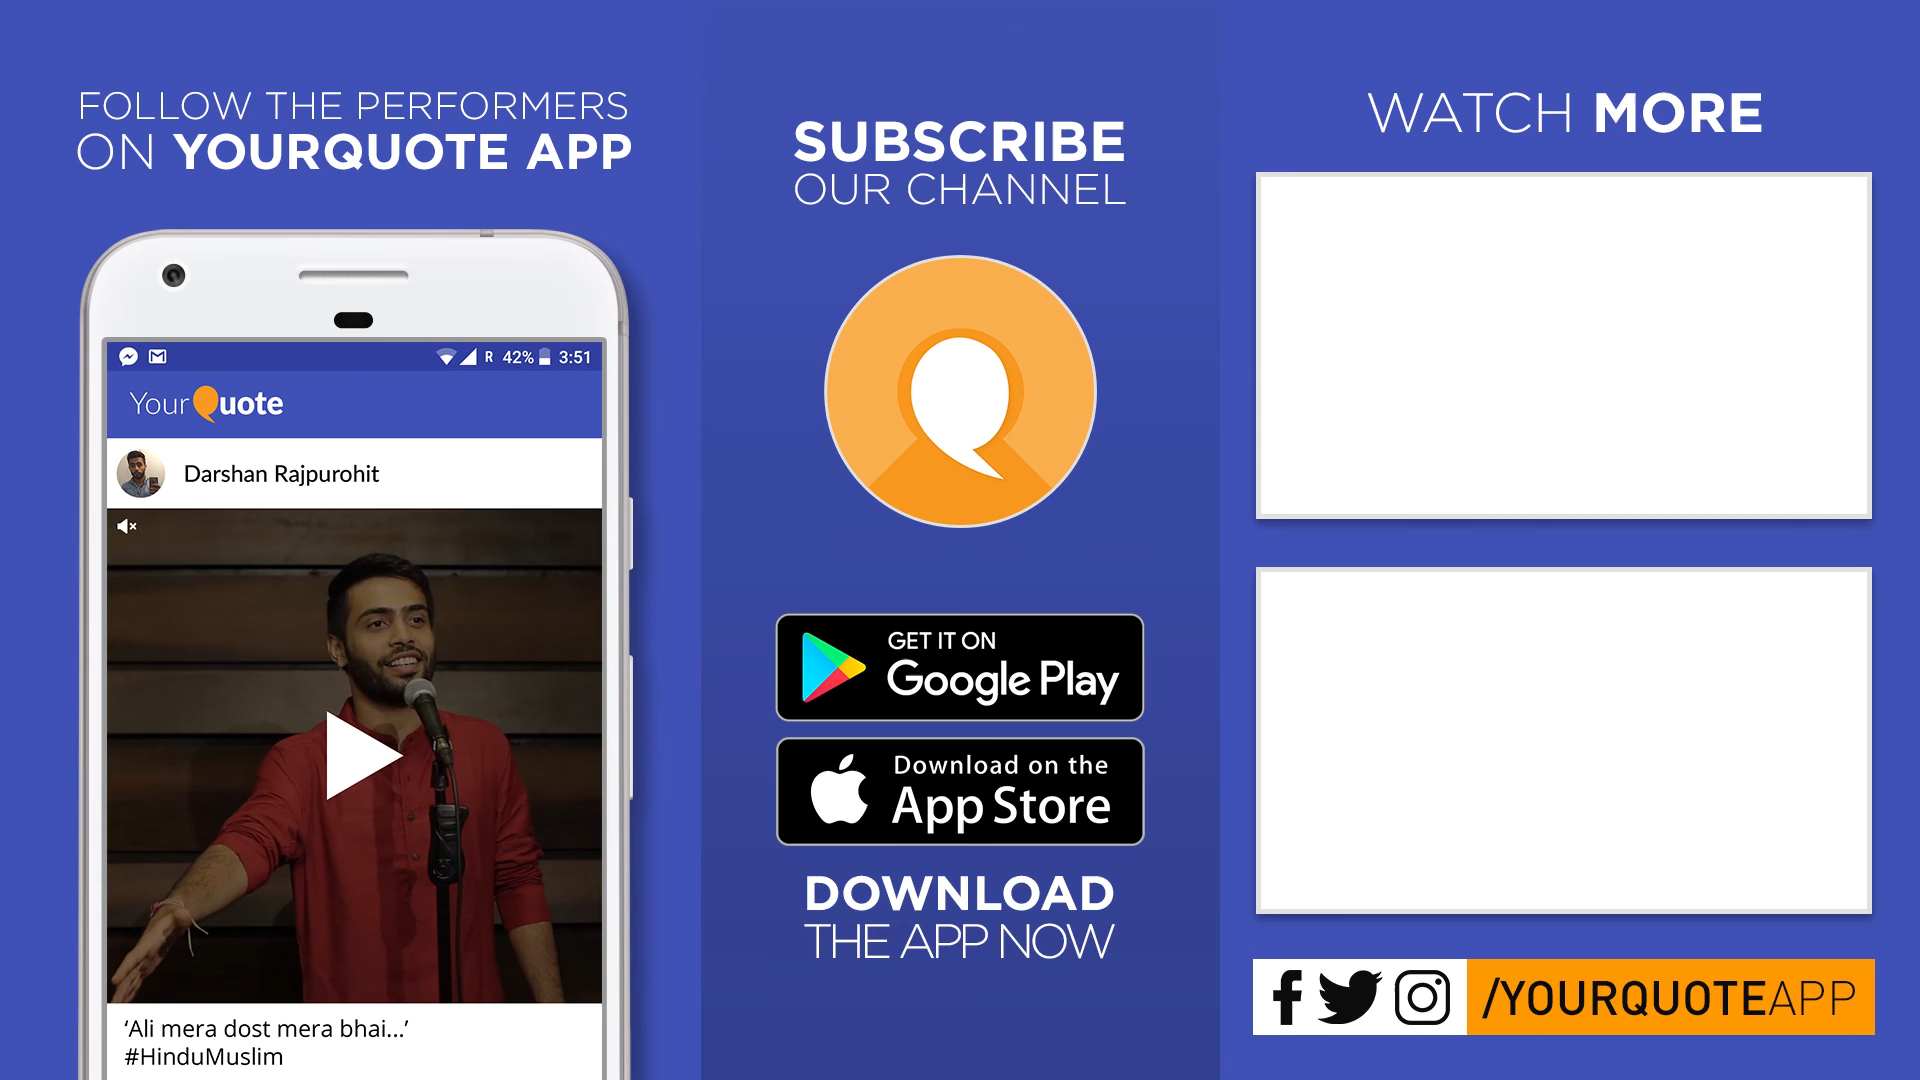 FOLLOW THE PERFORMERS
ON YOURQUOTE APP
R 42% 3:51
YourQuote
Darshan Rajpurohit
‘Ali mera dost mera bhai...’
#HinduMuslim
SUBSCRIBE
OUR CHANNEL
GET IT ON
Google Play
Download on the
App Store
DOWNLOAD
THE APP NOW
WATCH MORE
/YOURQUOTEAPP